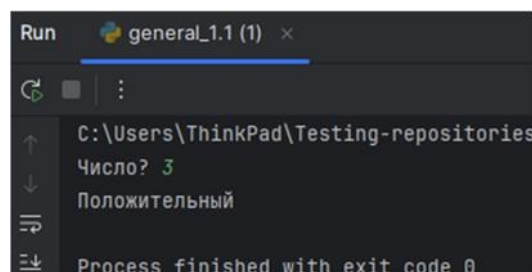 Run general_1.1 (1)
C:\Users\ThinkPad\Testing-repositories
Число? 3
Положительный
Process finished with exit code 0